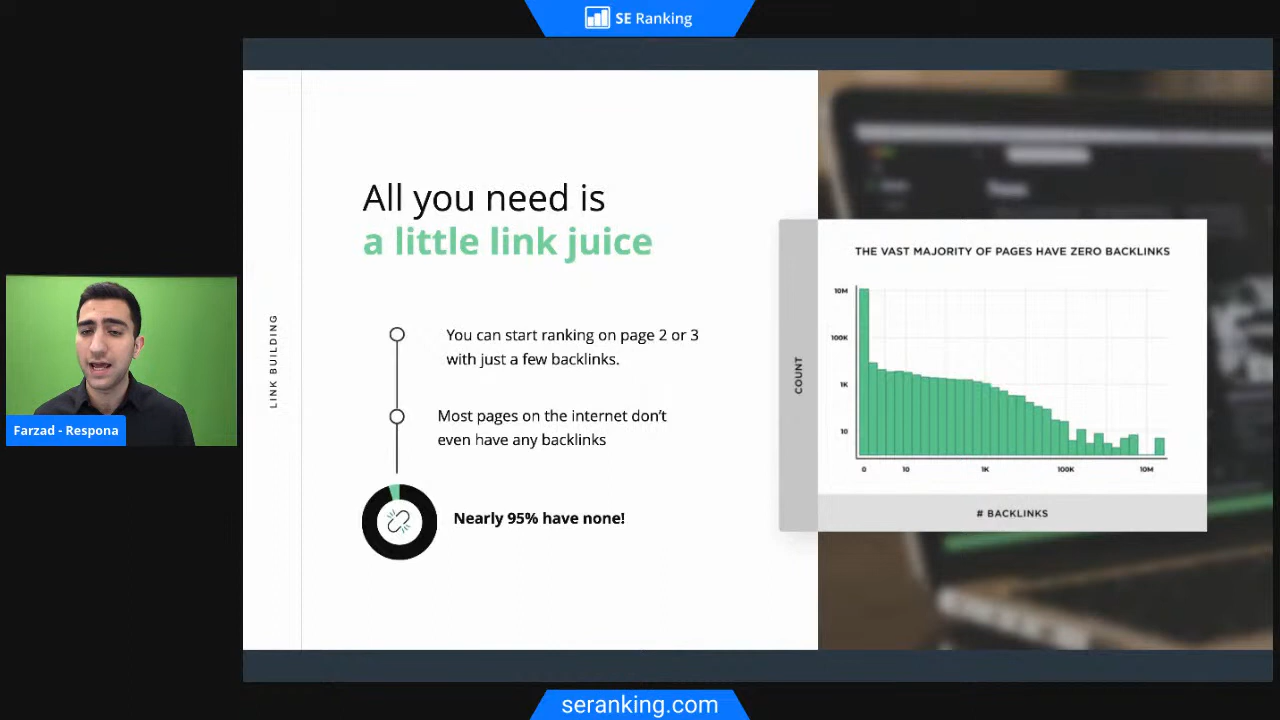 SE Ranking
LINK BUILDING
All you need is
a little link juice
You can start ranking on page 2 or 3
with just a few backlinks.
Most pages on the internet don’t
even have any backlinks
Nearly 95% have none!
THE VAST MAJORITY OF PAGES HAVE ZERO BACKLINKS
COUNT
10M
100K
1K
10
0 10 1K 100K 10M
# BACKLINKS
Farzad - Respona
seranking.com